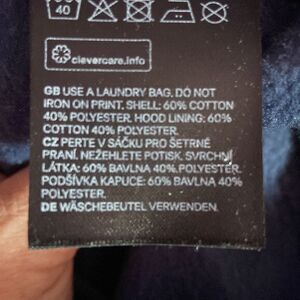 40
clevercare.info
GB USE A LAUNDRY BAG. DO NOT
IRON ON PRINT. SHELL: 60% COTTON
40% POLYESTER. HOOD LINING: 60%
COTTON 40% POLYESTER.
CZ PERTE V SÁČKU PRO ŠETRNÉ
PRANÍ. NEŽEHLETE POTISK. SVRCHNÍ
LÁTKA: 60% BAVLNA 40% POLYESTER.
PODŠÍVKA KAPUCE: 60% BAVLNA 40%
POLYESTER.
DE WÄSCHEBEUTEL VERWENDEN.